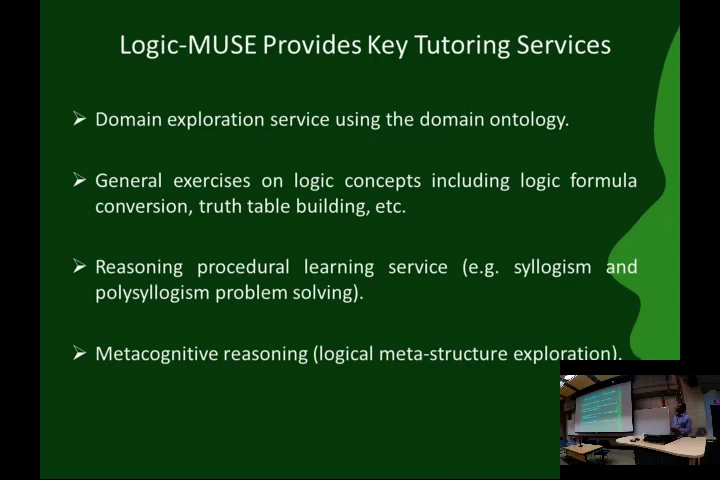 Logic-MUSE Provides Key Tutoring Services
Domain exploration service using the domain ontology.
General exercises on logic concepts including logic formula
conversion, truth table building, etc.
Reasoning procedural learning service (e.g. syllogism and
polysyllogism problem solving).
Metacognitive reasoning (logical meta-structure exploration).